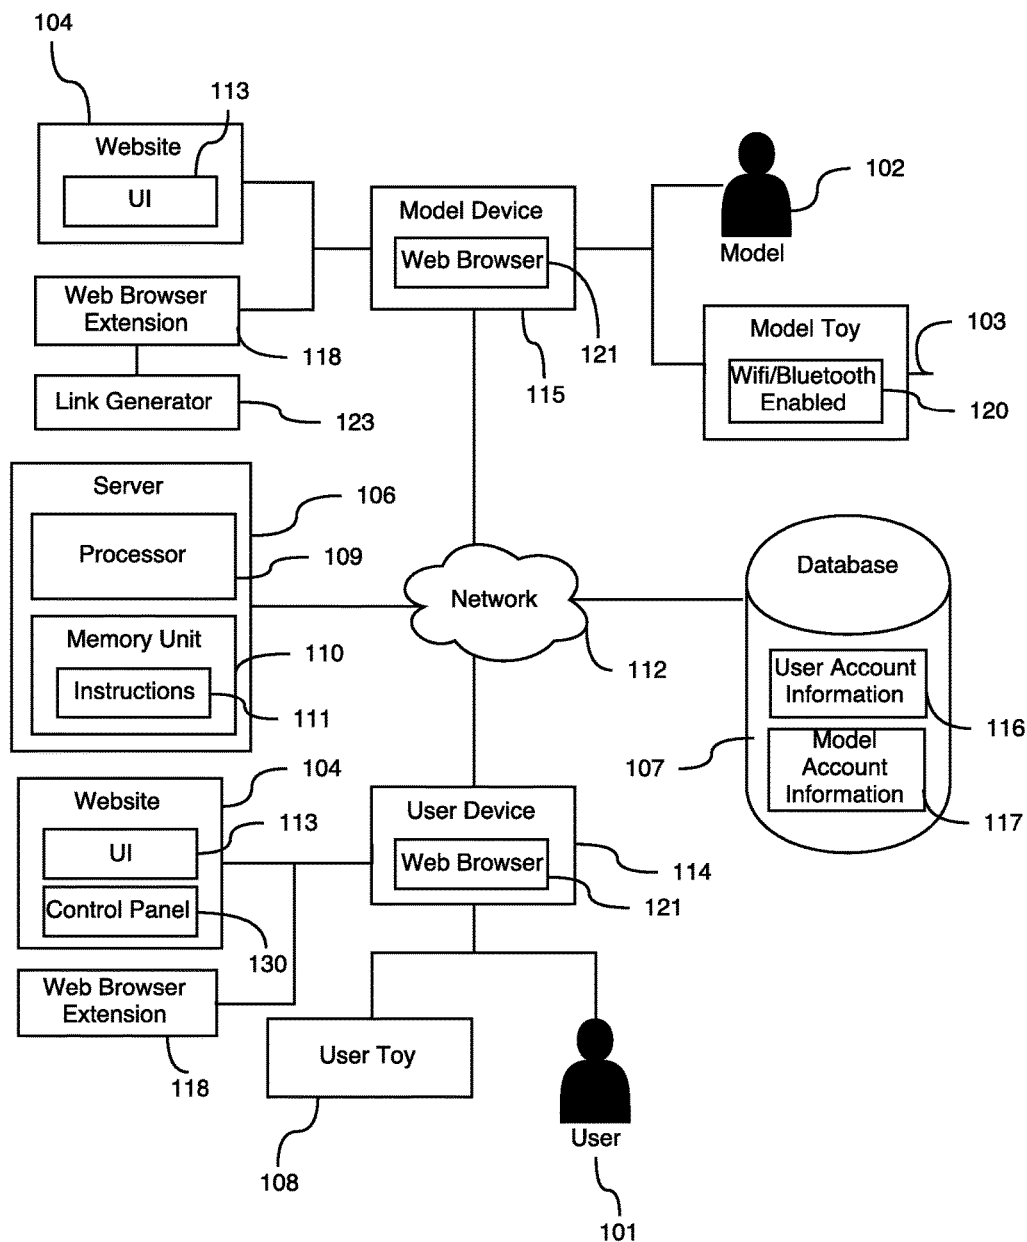 104
113
Website
UI
102
Model Device
Web Browser
Model
Web Browser
Extension
118
121
115
Model Toy
103
Wifi/Bluetooth
Enabled
120
Link Generator
123
Server
106
Processor
109
Memory Unit
110
Instructions
111
Network
112
Database
User Account
Information
116
107
Model
Account
Information
117
104
Website
113
UI
Control Panel
130
User Device
Web Browser
114
121
Web Browser
Extension
118
User Toy
108
User
101